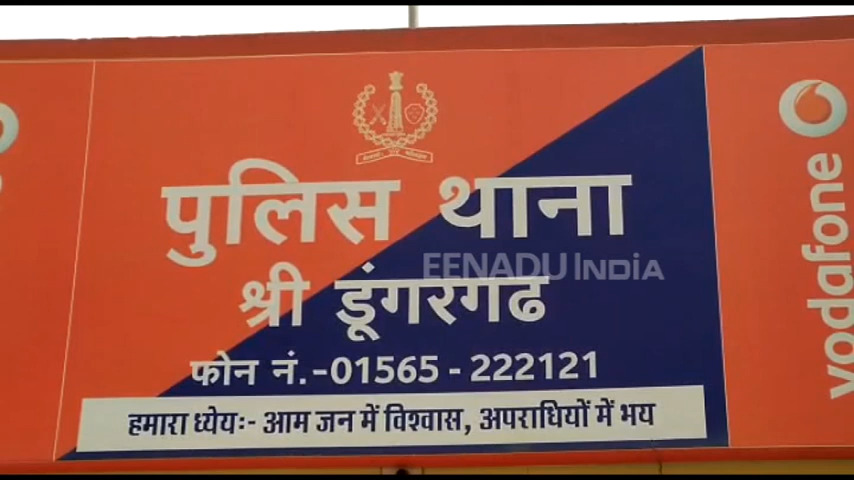 पुलिस थाना
श्री डूंगरगढ
EENADU INDIA
फोन नं.-01565 - 222121
हमारा ध्येयः- आम जन में विश्वास, अपराधियों में भय
vodafone